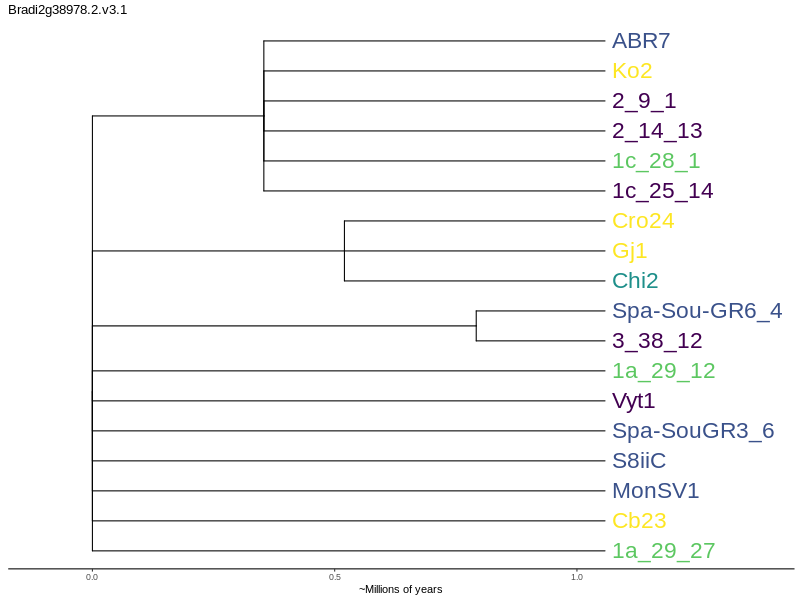 Bradi2g38978.2.v3.1
ABR7
Ko2
2_9_1
2_14_13
1c_28_1
1c_25_14
Cro24
Gj1
Chi2
Spa-Sou-GR6_4
3_38_12
1a_29_12
Vyt1
Spa-SouGR3_6
S8iiC
MonSV1
Cb23
1a_29_27
0.0 0.5 1.0
~Millions of years